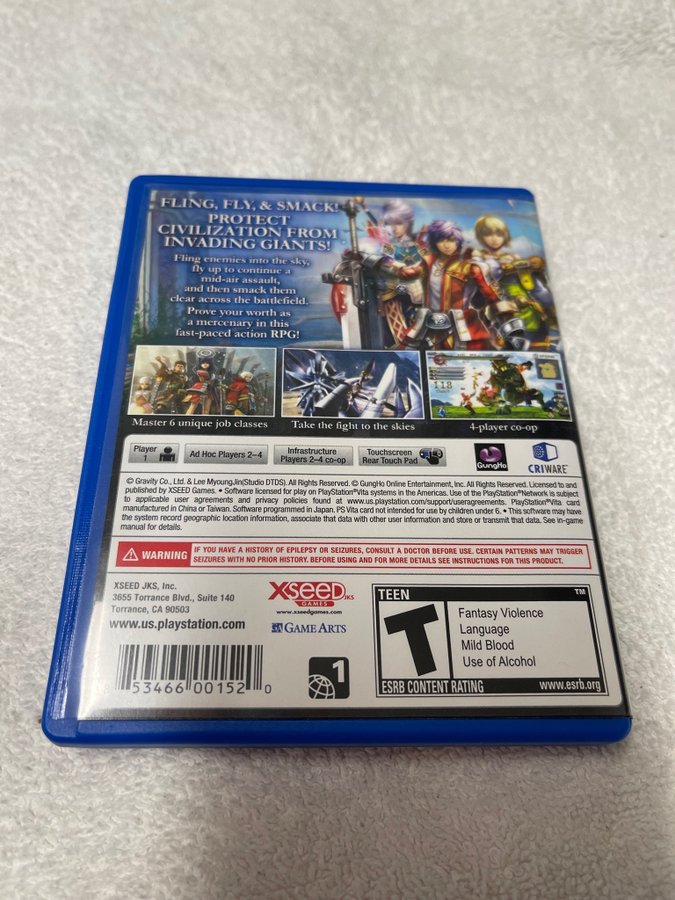 FLING, FLY, & SMACK!
PROTECT
CIVILIZATION FROM
INVADING GIANTS!
Fling enemies into the sky,
fly up to continue a
mid-air assault,
and then smack them
clear across the battlefield.
Prove your worth as
a mercenary in this
fast-paced action RPG!
118
Master 6 unique job classes
Take the fight to the skies
4-player co-op
Player
1
Ad Hoc Players 2–4
Infrastructure
Players 2–4 co-op
Touchscreen
Rear Touch Pad
GungHo
CRIWARE™
© Gravity Co., Ltd. & Lee MyoungJin(Studio DTDS). All Rights Reserved. © GungHo Online Entertainment, Inc. All Rights Reserved. Licensed to and
published by XSEED Games. • Software licensed for play on PlayStation®Vita systems in the Americas. Use of the PlayStation®Network is subject
to applicable user agreements and privacy policies found at www.us.playstation.com/support/useragreements. PlayStation®Vita card
manufactured in China or Taiwan. Software programmed in Japan. PS Vita card not intended for use by children under 6. • This software may have
the system record geographic location information, associate that data with other user information and store or transmit that data. See in-game
manual for details.
WARNING
IF YOU HAVE A HISTORY OF EPILEPSY OR SEIZURES, CONSULT A DOCTOR BEFORE USE. CERTAIN PATTERNS MAY TRIGGER
SEIZURES WITH NO PRIOR HISTORY. BEFORE USING AND FOR MORE DETAILS SEE INSTRUCTIONS FOR THIS PRODUCT.
XSEED JKS, Inc.
3655 Torrance Blvd., Suite 140
Torrance, CA 90503
www.us.playstation.com
XSEED JKS
GAMES
www.xseedgames.com
GAME ARTS
8 53466 00152 0
1
TEEN
TM
T
Fantasy Violence
Language
Mild Blood
Use of Alcohol
ESRB CONTENT RATING
www.esrb.org